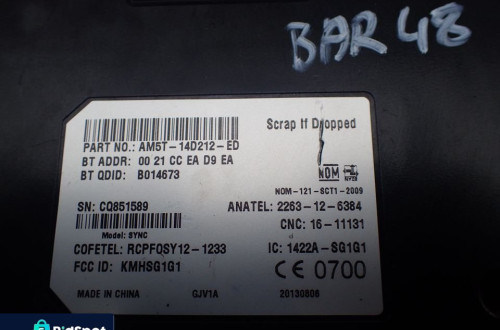 BAR 48
PART NO.: AM5T-14D212-ED
Scrap If Dropped
BT ADDR: 00 21 CC EA D9 EA
BT QDID: B014673
NOM
NYCE
NOM-121-SCT1-2009
SN: CQ851589
ANATEL: 2263-12-6384
Model: SYNC
CNC: 16-11131
COFETEL: RCPFOSY12-1233
IC: 1422A-SG1G1
FCC ID: KMHSG1G1
CE 0700
MADE IN CHINA
GJV1A
20130806
BidSpot